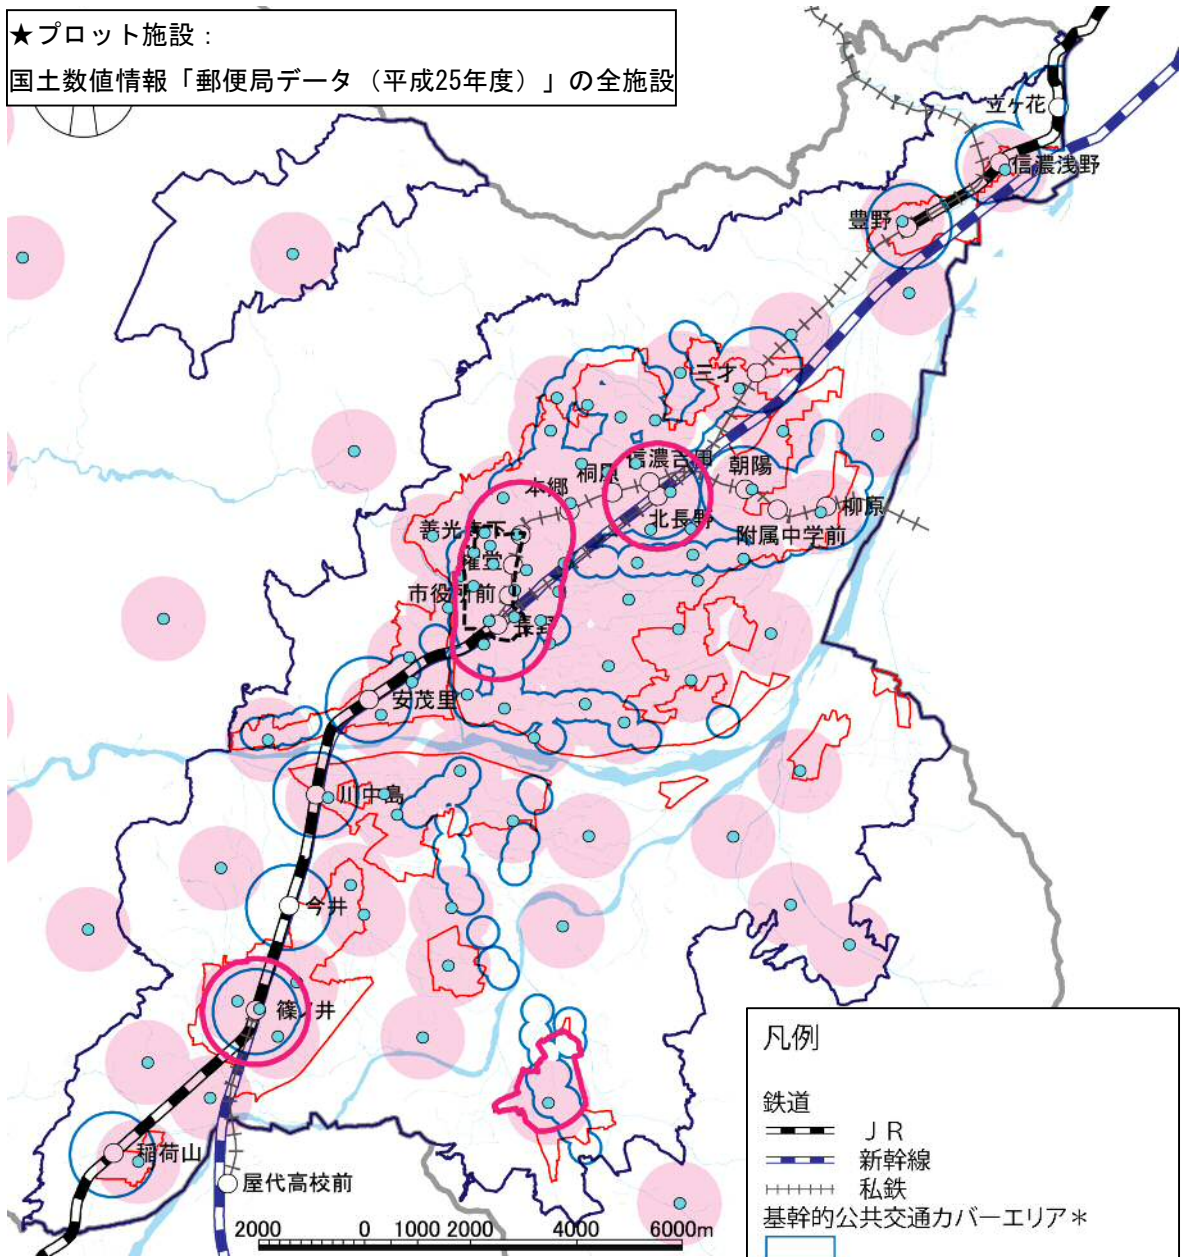 ★プロット施設：
国土数値情報「郵便局データ（平成25年度）」の全施設
立ヶ花
信濃浅野
豊野
三才
信濃吉田
桐原
朝陽
本郷
柳原
北長野
附属中学前
善光寺下
権堂
市役所前
長野
安茂里
川中島
今井
篠ノ井
稲荷山
屋代高校前
2000 0 1000 2000 4000 6000m
凡例
鉄道
ＪＲ
新幹線
私鉄
基幹的公共交通カバーエリア＊